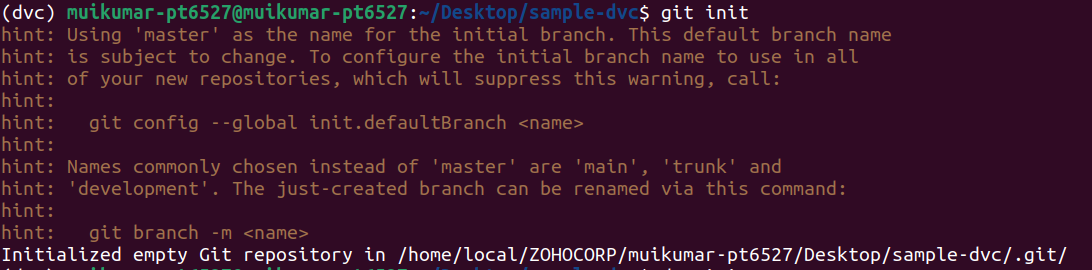 (dvc) muikumar-pt6527@muikumar-pt6527:~/Desktop/sample-dvc$ git init
hint: Using 'master' as the name for the initial branch. This default branch name
hint: is subject to change. To configure the initial branch name to use in all
hint: of your new repositories, which will suppress this warning, call:
hint:
hint:   git config --global init.defaultBranch <name>
hint:
hint: Names commonly chosen instead of 'master' are 'main', 'trunk' and
hint: 'development'. The just-created branch can be renamed via this command:
hint:
hint:   git branch -m <name>
Initialized empty Git repository in /home/local/ZOHOCORP/muikumar-pt6527/Desktop/sample-dvc/.git/